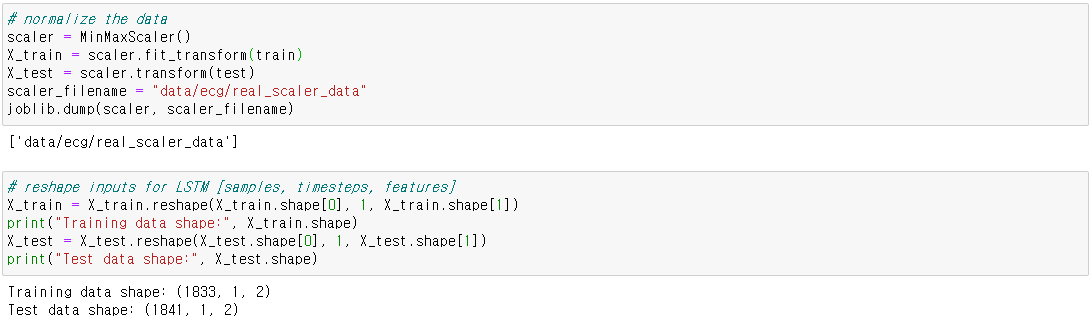 # normalize the data
scaler = MinMaxScaler()
X_train = scaler.fit_transform(train)
X_test = scaler.transform(test)
scaler_filename = "data/ecg/real_scaler_data"
joblib.dump(scaler, scaler_filename)
['data/ecg/real_scaler_data']
# reshape inputs for LSTM [samples, timesteps, features]
X_train = X_train.reshape(X_train.shape[0], 1, X_train.shape[1])
print("Training data shape:", X_train.shape)
X_test = X_test.reshape(X_test.shape[0], 1, X_test.shape[1])
print("Test data shape:", X_test.shape)
Training data shape: (1833, 1, 2)
Test data shape: (1841, 1, 2)